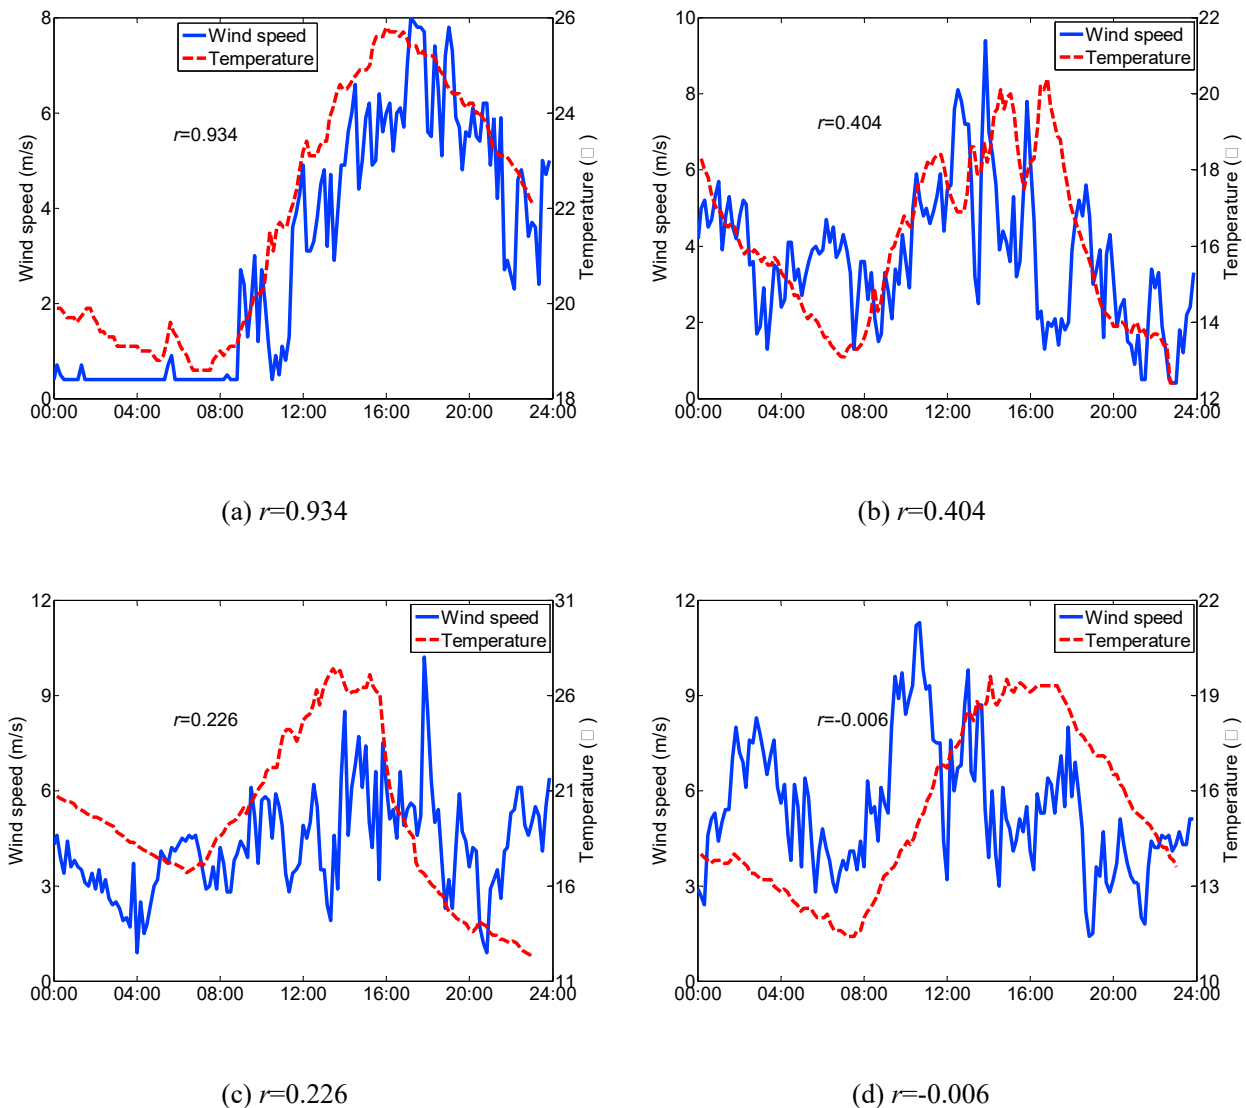 8
6
4
2
0
Wind speed (m/s)
26
24
22
20
18
Temperature (□ )
Wind speed
Temperature
r=0.934
00:00 04:00 08:00 12:00 16:00 20:00 24:00
(a) r=0.934
10
8
6
4
2
0
Wind speed (m/s)
22
20
18
16
14
12
Temperature (□ )
Wind speed
Temperature
r=0.404
00:00 04:00 08:00 12:00 16:00 20:00 24:00
(b) r=0.404
12
9
6
3
0
Wind speed (m/s)
31
26
21
16
11
Temperature (□ )
Wind speed
Temperature
r=0.226
00:00 04:00 08:00 12:00 16:00 20:00 24:00
(c) r=0.226
12
9
6
3
0
Wind speed (m/s)
22
19
16
13
10
Temperature (□ )
Wind speed
Temperature
r=-0.006
00:00 04:00 08:00 12:00 16:00 20:00 24:00
(d) r=-0.006